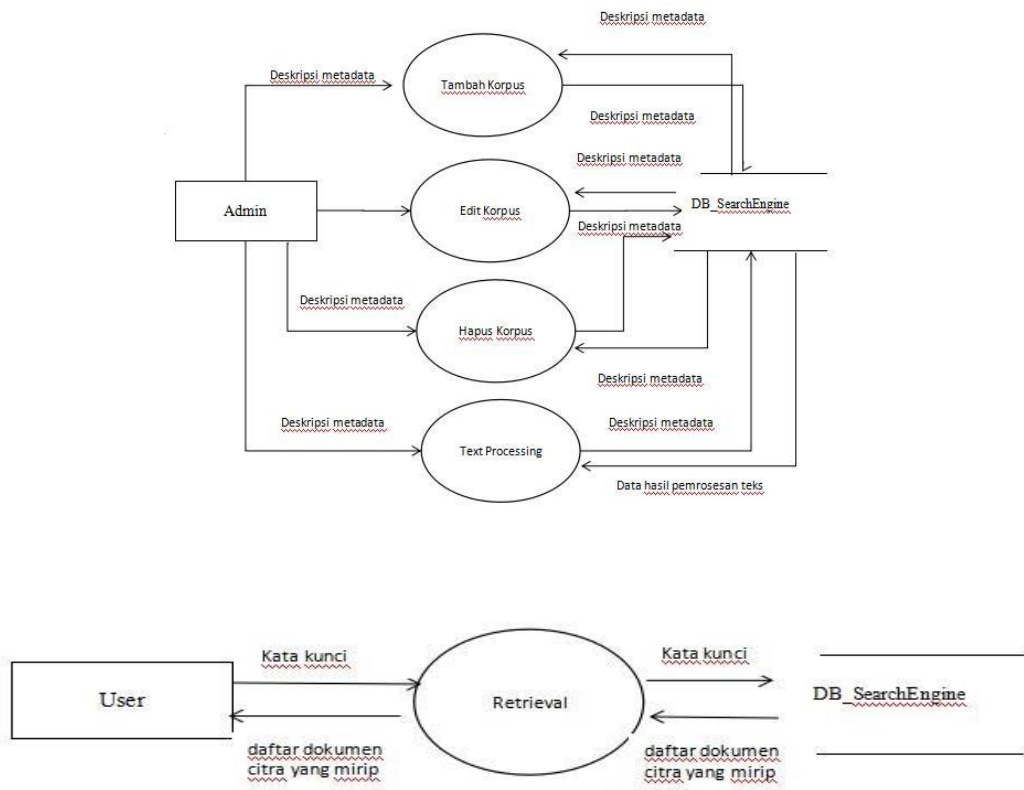 Deskripsi metadata
Deskripsi metadata
Tambah Korpus
Deskripsi metadata
Deskripsi metadata
Admin
Edit Korpus
DB_SearchEngine
Deskripsi metadata
Deskripsi metadata
Hapus Korpus
Deskripsi metadata
Deskripsi metadata
Deskripsi metadata
Text Processing
Data hasil pemrosesan teks
Kata kunci
Kata kunci
User
Retrieval
DB_SearchEngine
daftar dokumen
citra yang mirip
daftar dokumen
citra yang mirip